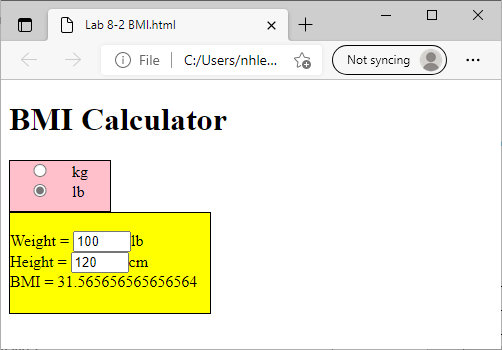 Lab 8-2 BMI.html
File | C:/Users/nhle... Not syncing
BMI Calculator
kg
lb
Weight = 100 lb
Height = 120 cm
BMI = 31.565656565656564